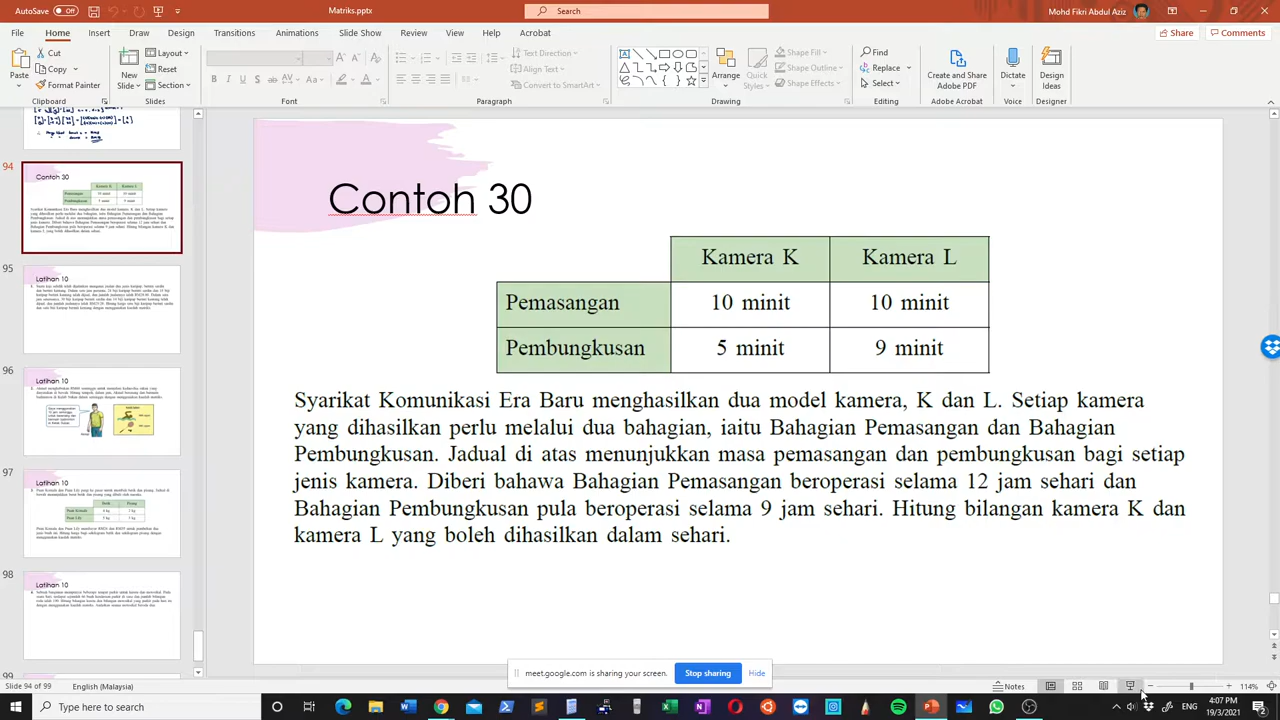 AutoSave Off
Matriks.pptx
Search
Mohd Fikri Abdul Aziz
File Home Insert Draw Design Transitions Animations Slide Show Review View Help Acrobat
Share Comments
Paste
Cut
Copy
Format Painter
Clipboard
New
Slide
Layout
Reset
Section
Slides
Font
Text Direction
Align Text
Convert to SmartArt
Paragraph
Arrange
Quick
Styles
Shape Fill
Shape Outline
Shape Effects
Drawing
Find
Replace
Select
Editing
Create and Share
Adobe PDF
Adobe Acrobat
Dictate
Voice
Design
Ideas
Designer
94
Contoh 30
95
Latihan 10
96
Latihan 10
97
Latihan 10
98
Latihan 10
99
Contoh 30
Kamera K Kamera L
Pemasangan 10 minit 10 minit
Pembungkusan 5 minit 9 minit
Syarikat Komunikasi Era Baru menghasilkan dua model kamera, K dan L. Setiap kamera
yang dihasilkan perlu melalui dua bahagian, iaitu Bahagian Pemasangan dan Bahagian
Pembungkusan. Jadual di atas menunjukkan masa pemasangan dan pembungkusan bagi setiap
jenis kamera. Diberi bahawa Bahagian Pemasangan beroperasi selama 12 jam sehari dan
Bahagian Pembungkusan pula beroperasi selama 9 jam sehari. Hitung bilangan kamera K dan
kamera L yang boleh dihasilkan dalam sehari.
meet.google.com is sharing your screen. Stop sharing Hide
Slide 94 of 99 English (Malaysia)
Notes
114%
Type here to search
ENG
4:07 PM
19/3/2021